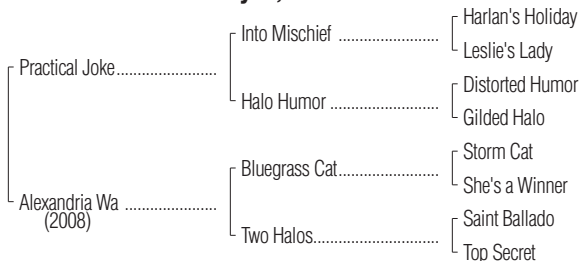 Harlan's Holiday
Into Mischief ............................
Leslie's Lady
Practical Joke............................
Distorted Humor
Halo Humor ..............................
Gilded Halo
Storm Cat
Bluegrass Cat............................
She's a Winner
Alexandria Wa .........................
(2008)
Saint Ballado
Two Halos..................................
Top Secret